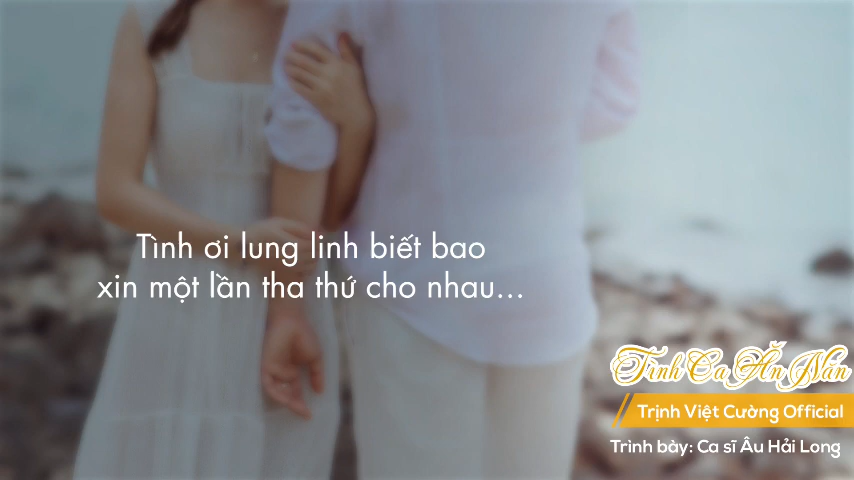 Tình ơi lung linh biết bao
xin một lần tha thứ cho nhau...
Tình Ca Ăn Năn
Trịnh Việt Cường Official
Trình bày: Ca sĩ Âu Hải Long